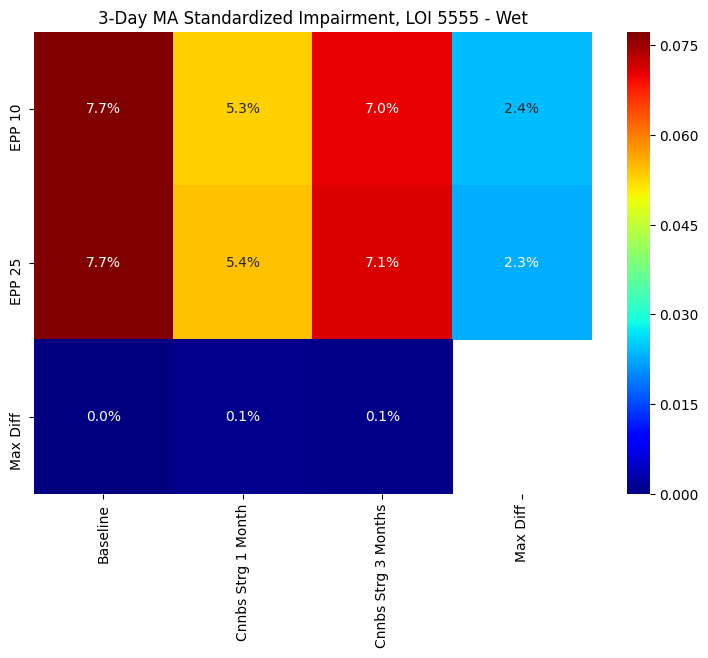 3-Day MA Standardized Impairment, LOI 5555 - Wet
EPP 10
7.7%
5.3%
7.0%
2.4%
EPP 25
7.7%
5.4%
7.1%
2.3%
Max Diff
0.0%
0.1%
0.1%
Baseline
Cnnbs Strg 1 Month
Cnnbs Strg 3 Months
Max Diff
0.075
0.060
0.045
0.030
0.015
0.000